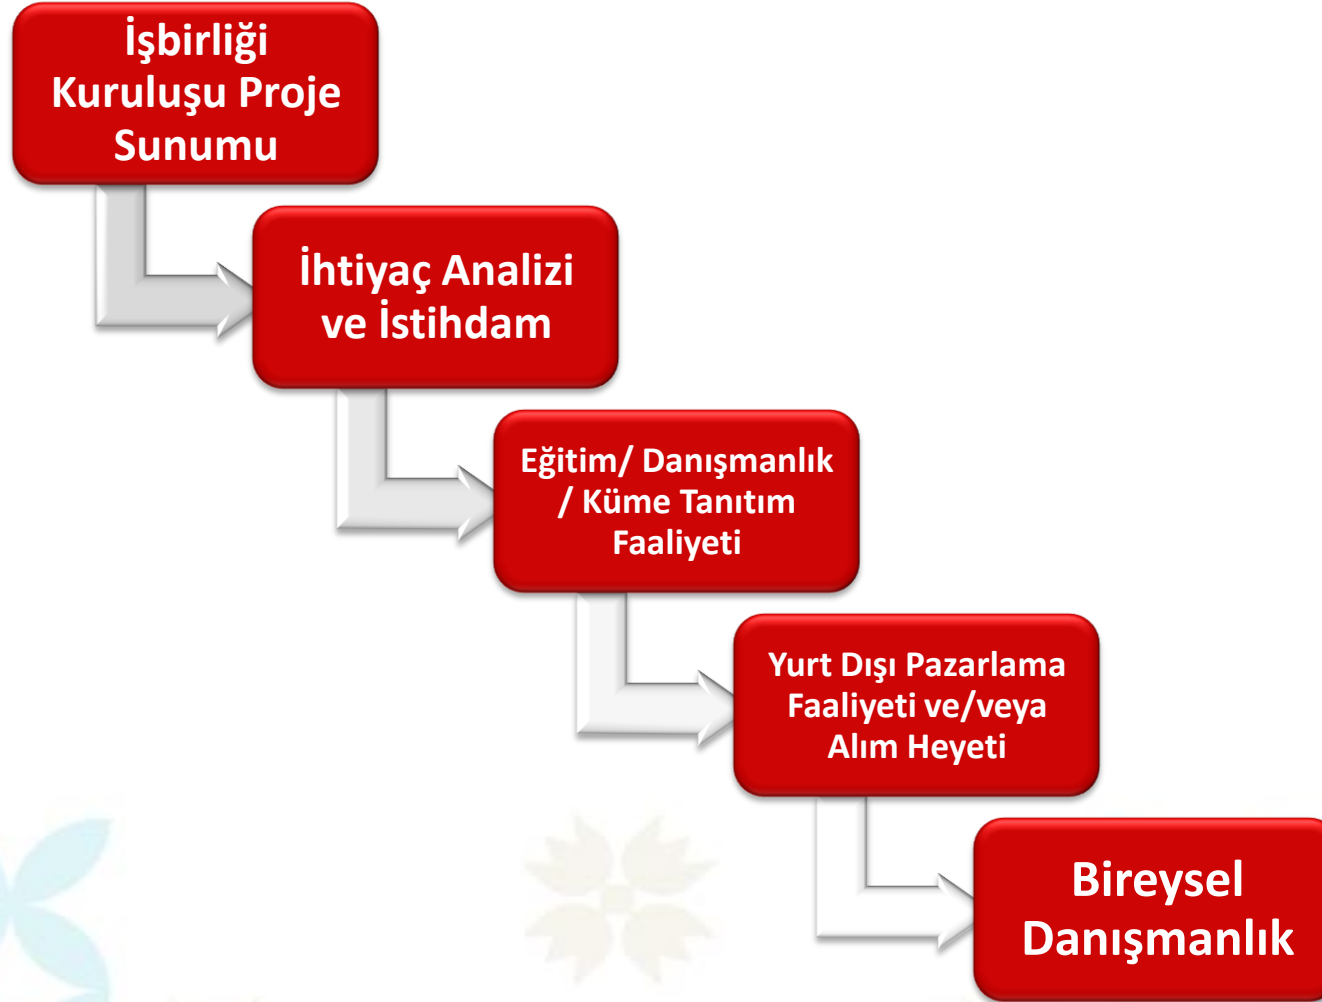 İşbirliği
Kuruluşu Proje
Sunumu
İhtiyaç Analizi
ve İstihdam
Eğitim/ Danışmanlık
/ Küme Tanıtım
Faaliyeti
Yurt Dışı Pazarlama
Faaliyeti ve/veya
Alım Heyeti
Bireysel
Danışmanlık